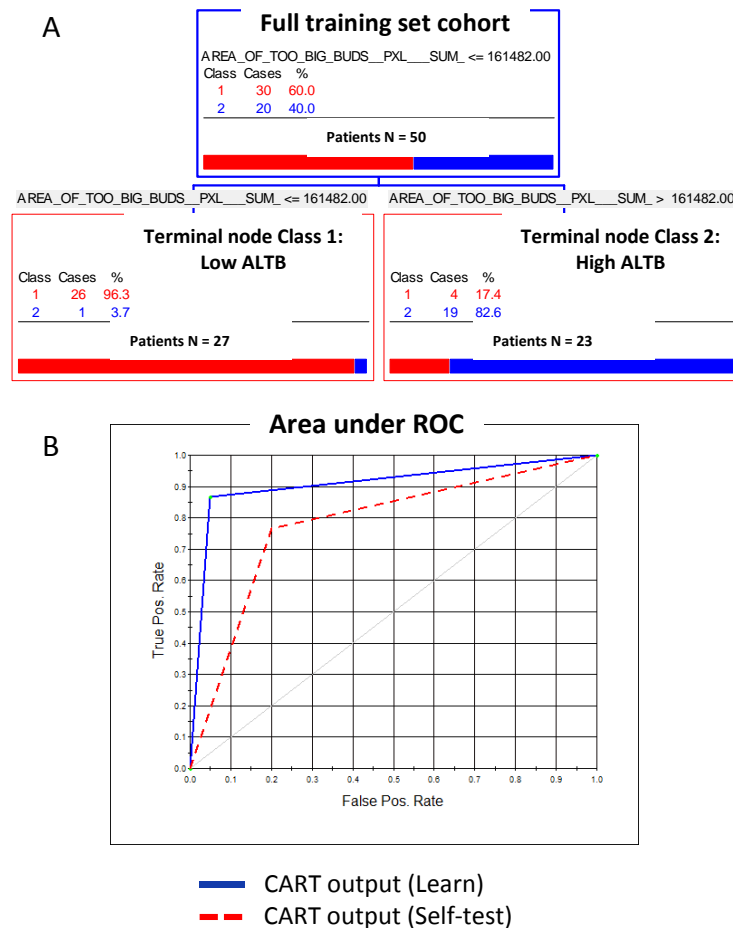 A
Full training set cohort
AREA_OF_TOO_BIG_BUDS__PXL___SUM_ <= 161482.00
Class Cases %
1 30 60.0
2 20 40.0
Patients N = 50
AREA_OF_TOO_BIG_BUDS__PXL___SUM_ <= 161482.00
Terminal node Class 1:
Low ALTB
Class Cases %
1 26 96.3
2 1 3.7
Patients N = 27
AREA_OF_TOO_BIG_BUDS__PXL___SUM_ > 161482.00
Terminal node Class 2:
High ALTB
Class Cases %
1 4 17.4
2 19 82.6
Patients N = 23
B
Area under ROC
True Pos. Rate
1.0
0.9
0.8
0.7
0.6
0.5
0.4
0.3
0.2
0.1
0.0
0.0 0.1 0.2 0.3 0.4 0.5 0.6 0.7 0.8 0.9 1.0
False Pos. Rate
CART output (Learn)
CART output (Self-test)